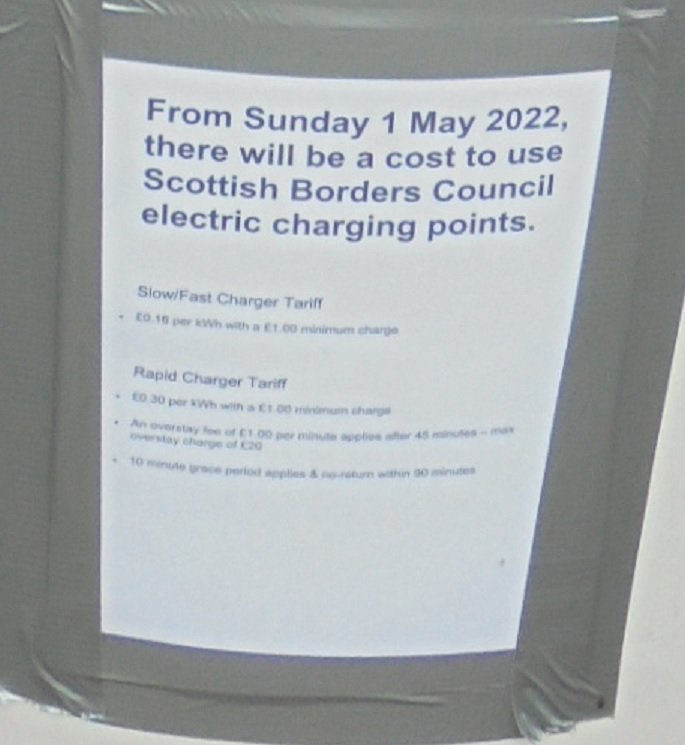 From Sunday 1 May 2022,
there will be a cost to use
Scottish Borders Council
electric charging points.
Slow/Fast Charger Tariff
• £0.16 per kWh with a £1.00 minimum charge
Rapid Charger Tariff
• £0.30 per kWh with a £1.00 minimum charge
• An overstay fee of £1.00 per minute applies after 45 minutes – max
overstay charge of £20
• 10 minute grace period applies & no-return within 90 minutes